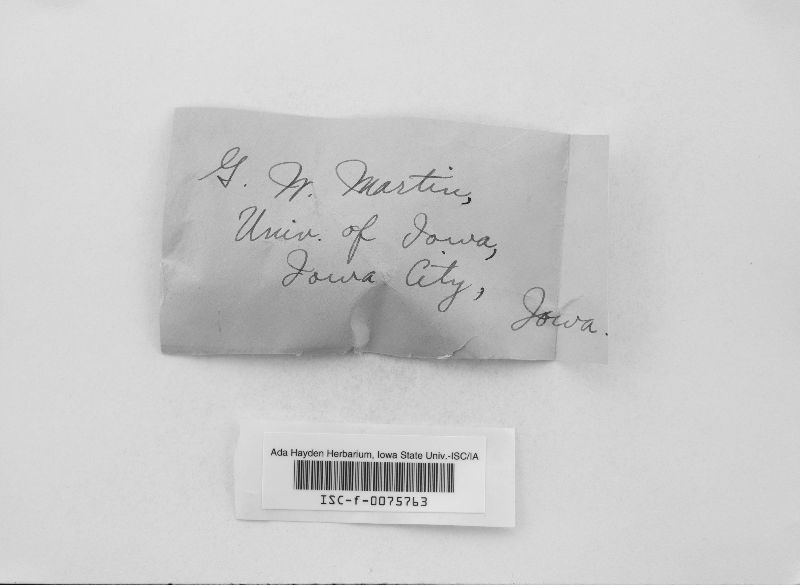 G. W. Martin,
Univ. of Iowa,
Iowa City,
Iowa.
Ada Hayden Herbarium, Iowa State Univ.-ISC/IA
ISC-f-0075763